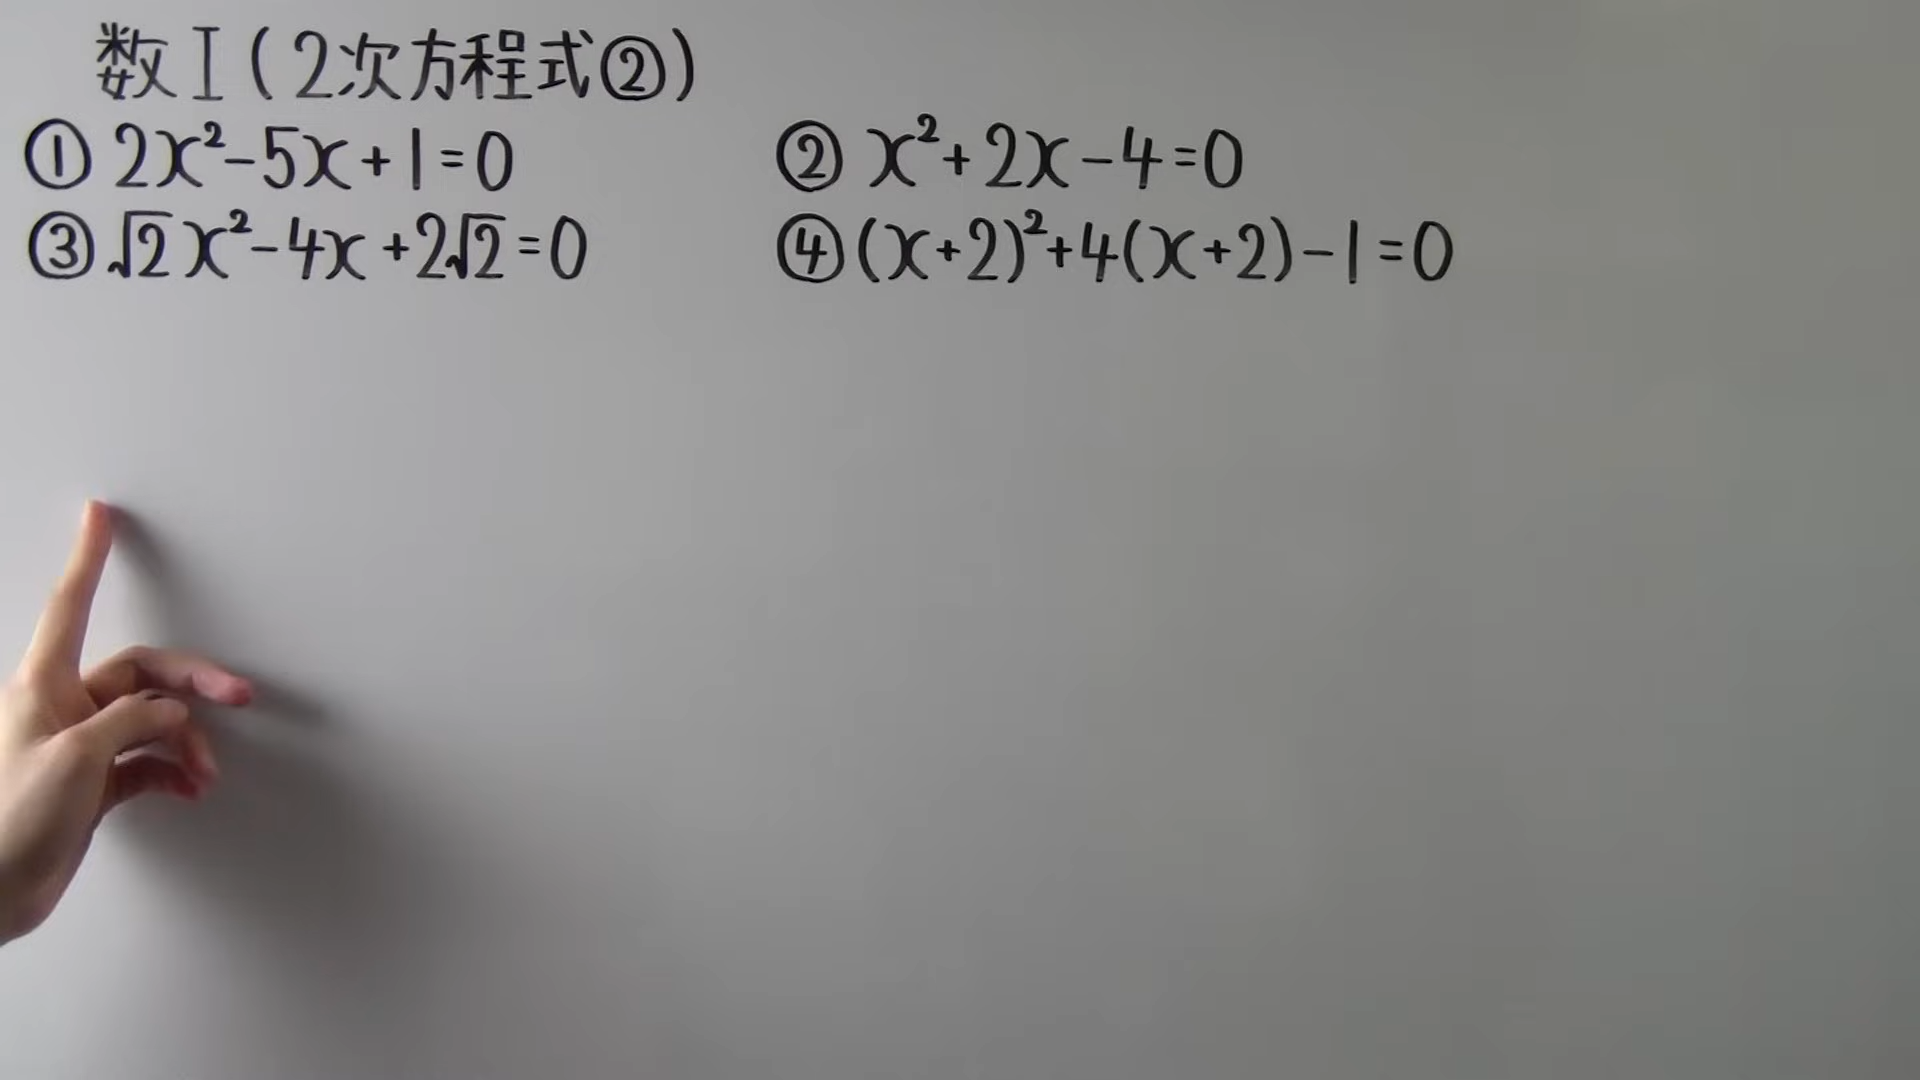 数Ⅰ(2次方程式②)
① 2x²-5x+1=0 ② x²+2x-4=0
③ √2x²-4x+2√2=0 ④ (x+2)²+4(x+2)-1=0